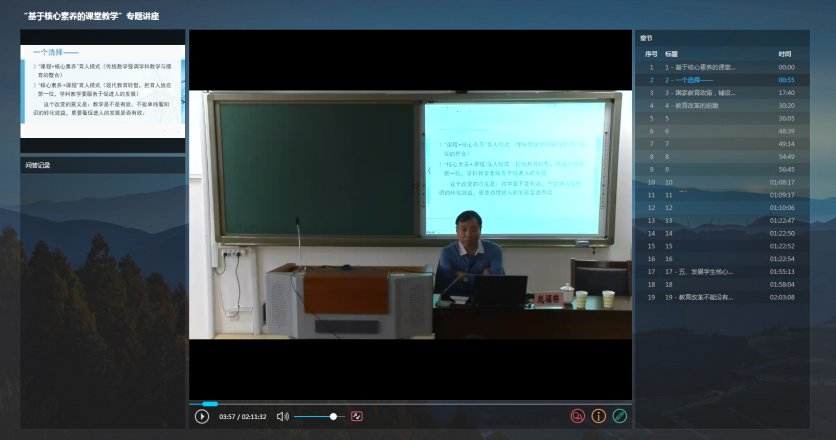 “基于核心素养的课堂教学”专题讲座
一个选择——
》“课程+核心素养”育人模式（传统教学强调学科教学与德
育的整合）
》“核心素养+课程”育人模式（现代教育转型。把育人放在
第一位。学科教学要服务于促进人的发展）
这个改变的意义是：教学是不是有效，不能单纯看知
识的转化效益。更要看促进人的发展是否有效。
问答记录
03:57 / 02:11:32
章节
序号 标题 时间
1 1 - 基于核心素养的课堂... 00:00
2 2 - 一个选择—— 00:55
3 3 - 国家教育政策，铺设... 17:40
4 4 - 教育改革的前瞻 30:20
5 5 36:05
6 6 48:39
7 7 49:14
8 8 54:49
9 9 56:45
10 10 01:08:17
11 11 01:09:17
12 12 01:10:06
13 13 01:22:47
14 14 01:22:50
15 15 01:22:52
16 16 01:22:54
17 17 - 五、发展学生核心... 01:55:13
18 18 01:58:04
19 19 - 教育改革不能没有... 02:03:08